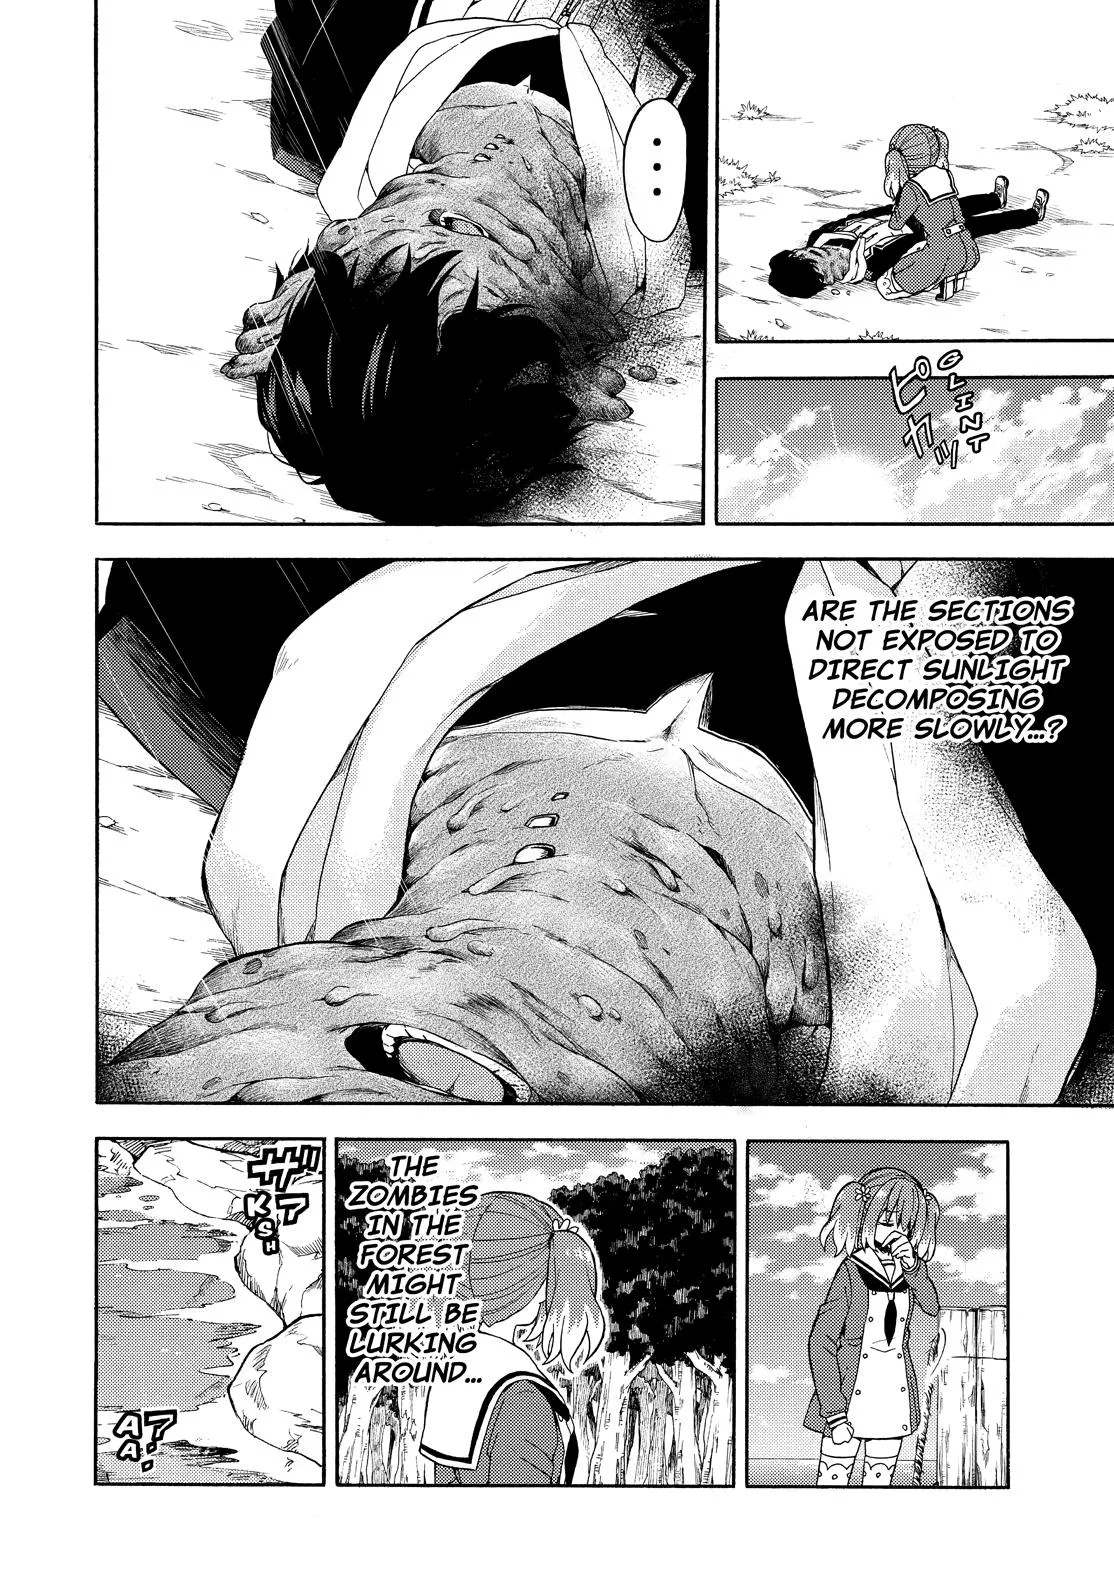 ...
ピカッ
GLINT
ARE THE SECTIONS
NOT EXPOSED TO
DIRECT SUNLIGHT
DECOMPOSING
MORE SLOWLY...?
THE
ZOMBIES
IN THE
FOREST
MIGHT
STILL BE
LURKING
AROUND...
ザァ
KSH
ア
AA